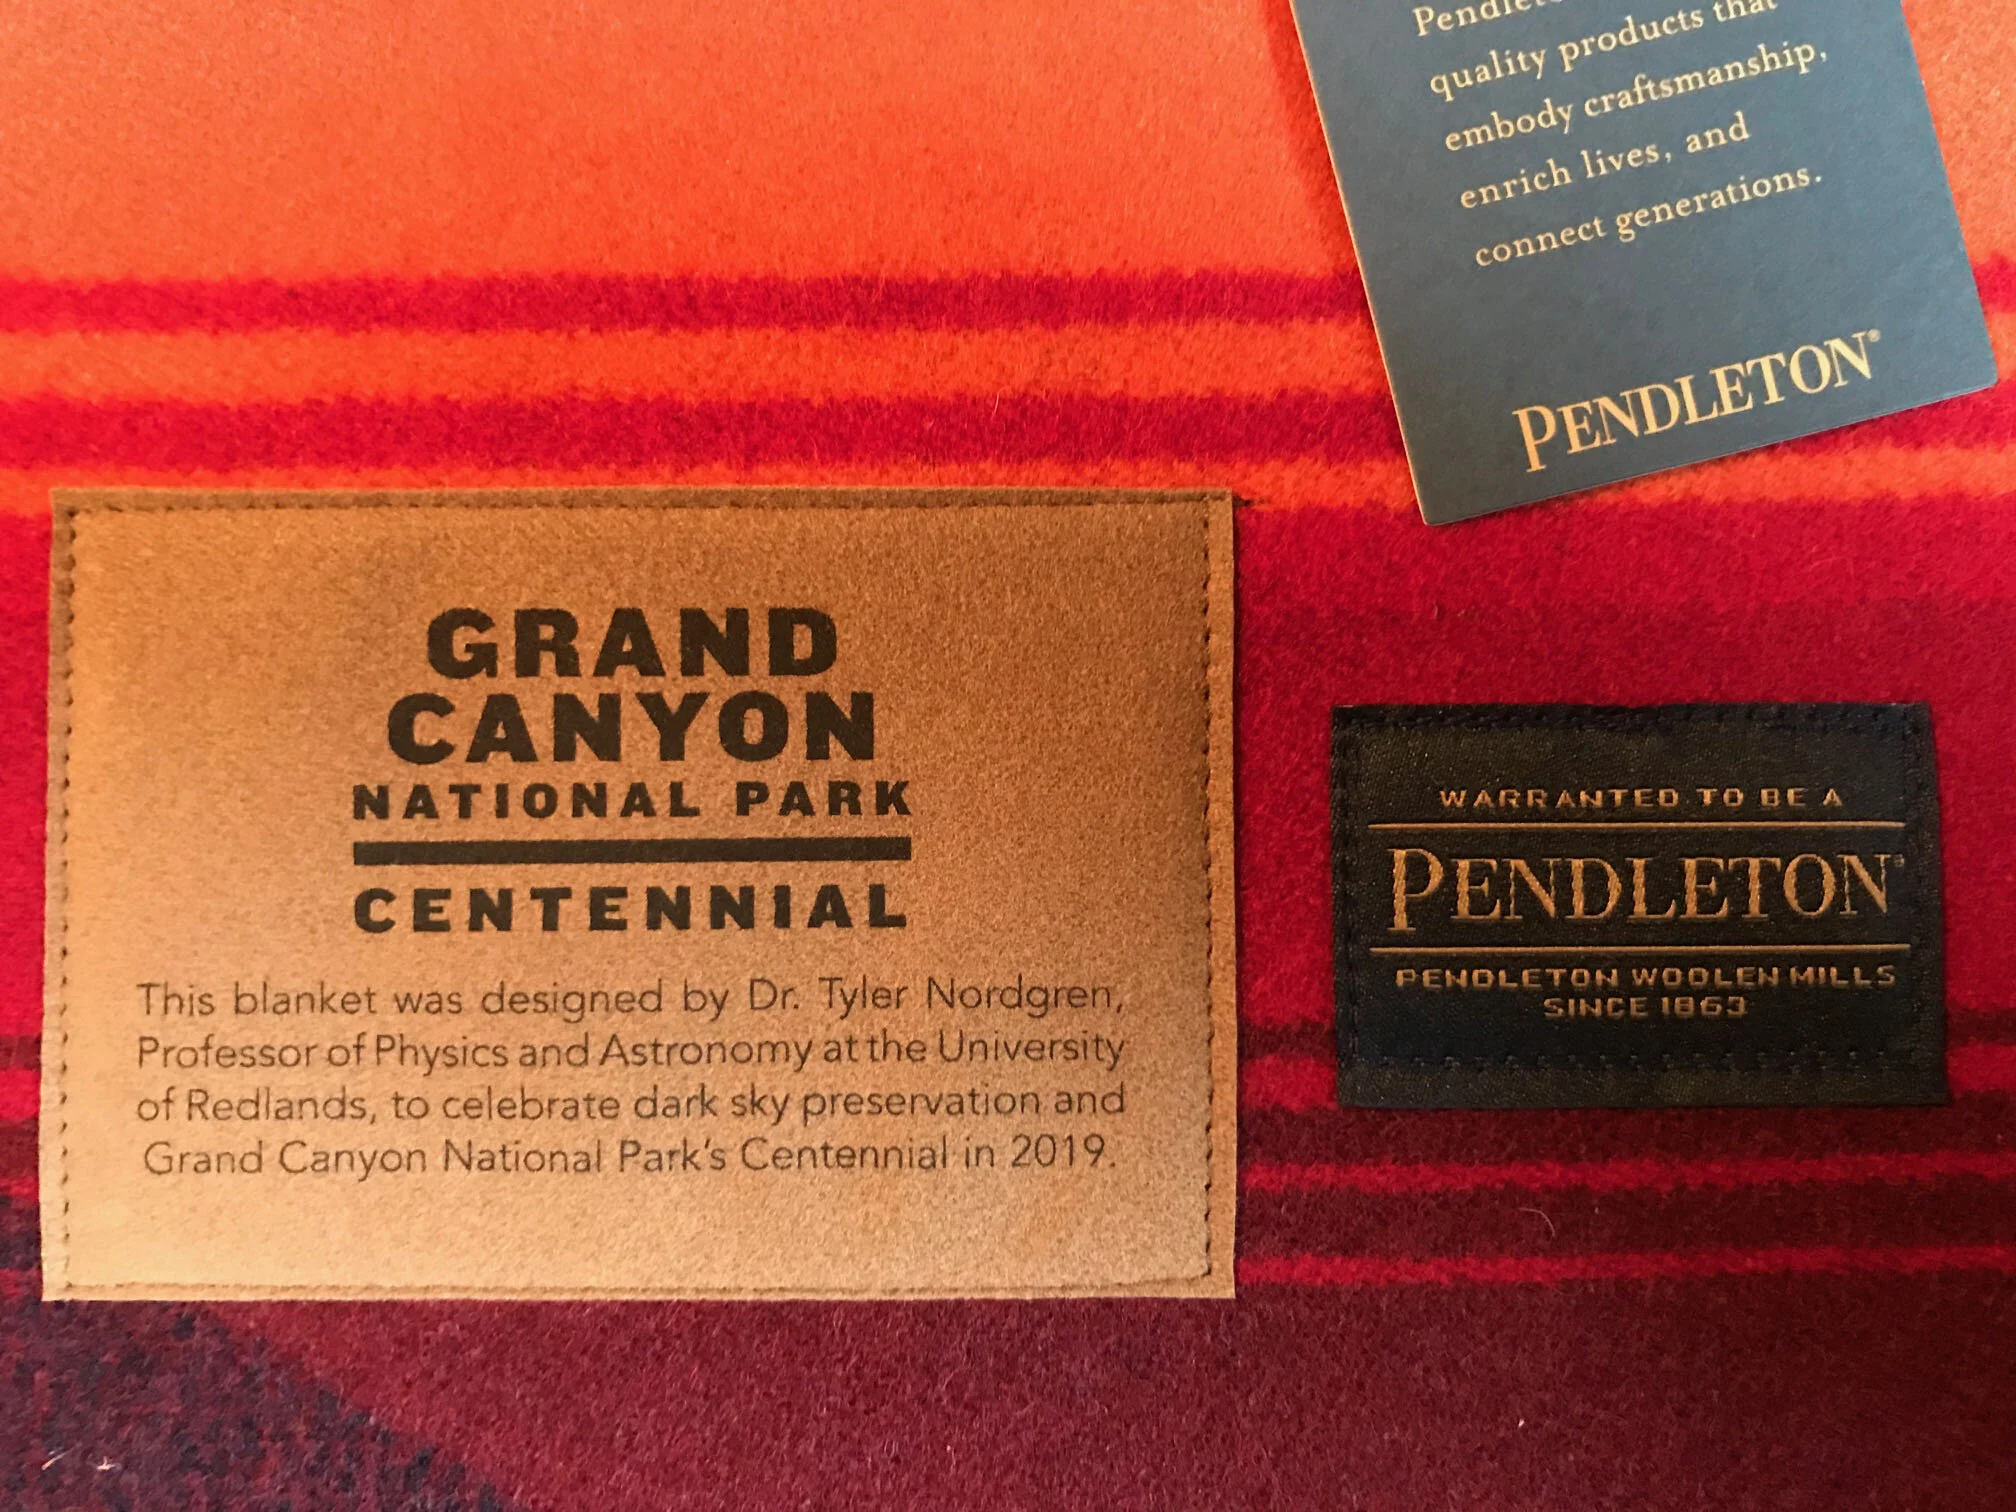 quality products that
embody craftsmanship,
enrich lives, and
connect generations.
PENDLETON®
GRAND
CANYON
NATIONAL PARK
CENTENNIAL
This blanket was designed by Dr. Tyler Nordgren,
Professor of Physics and Astronomy at the University
of Redlands, to celebrate dark sky preservation and
Grand Canyon National Park's Centennial in 2019.
WARRANTED TO BE A
PENDLETON®
PENDLETON WOOLEN MILLS
SINCE 1863